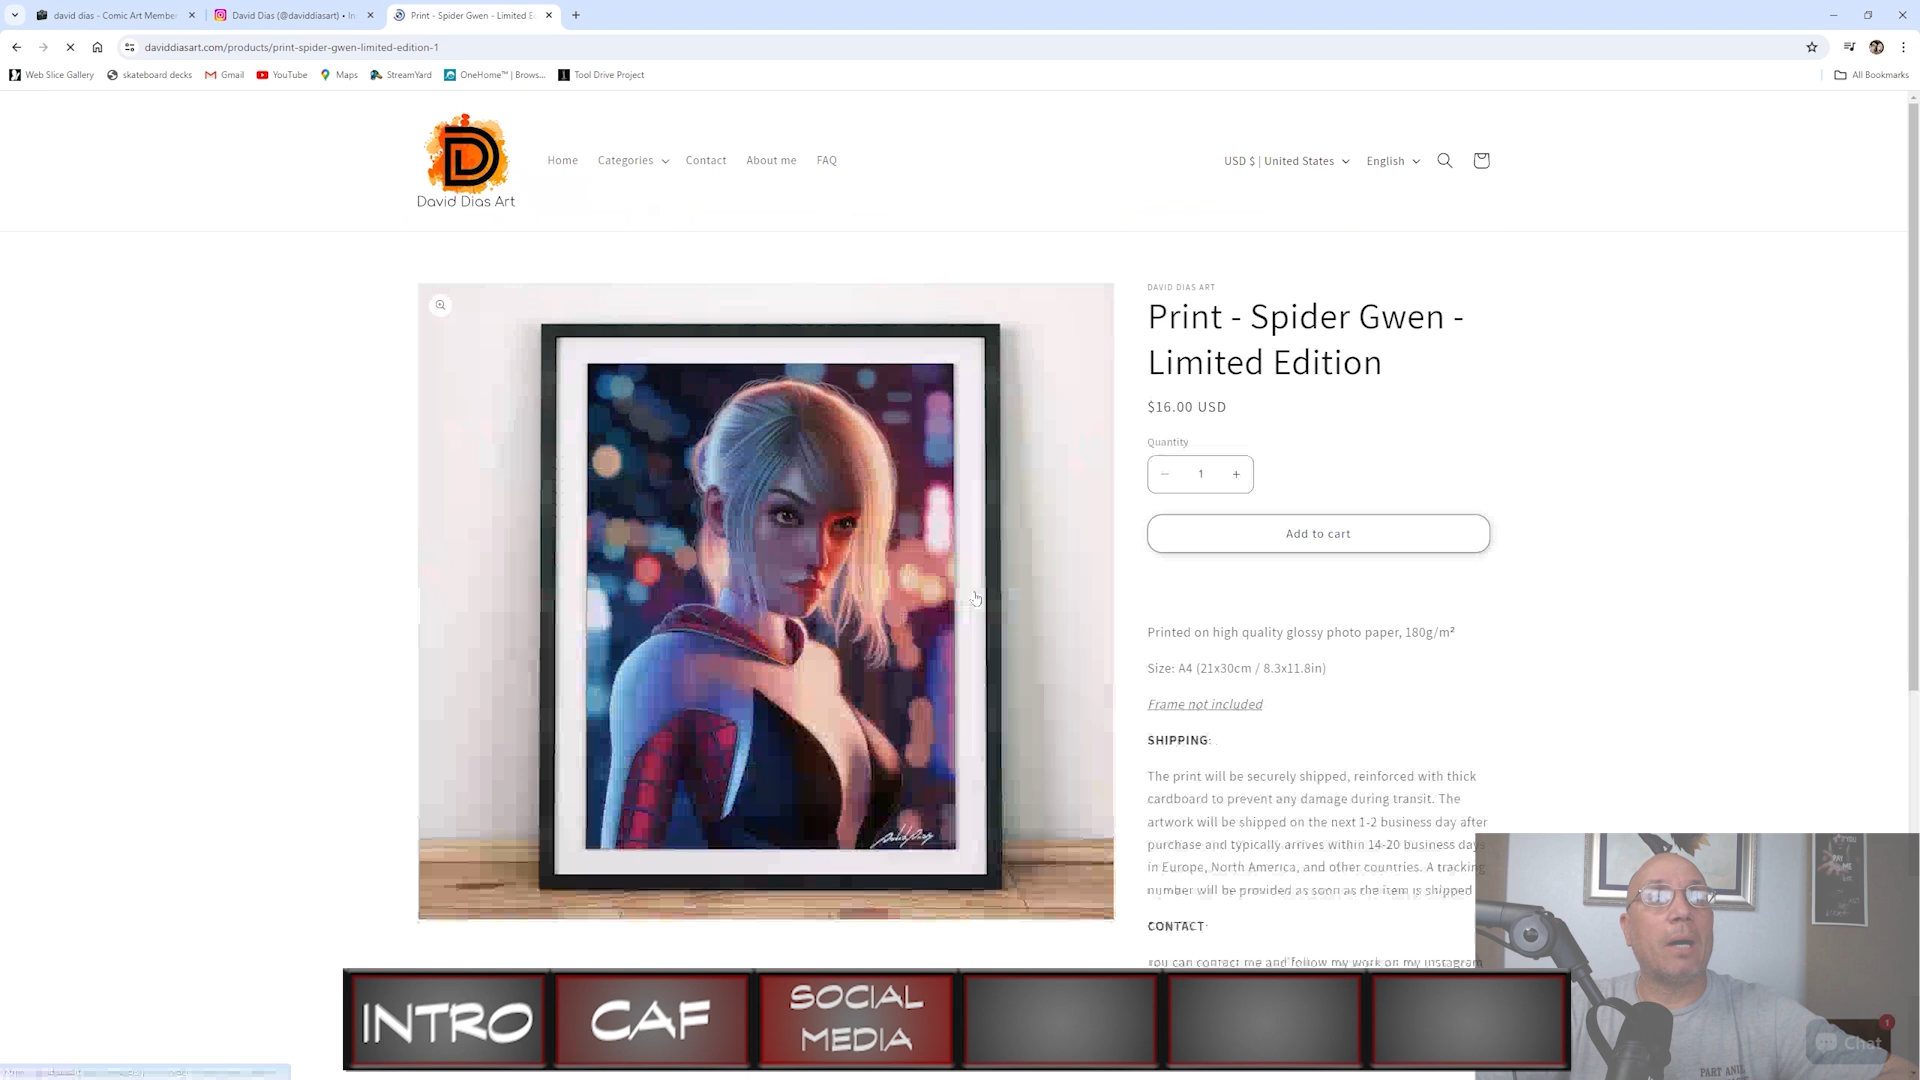 david dias - Comic Art Member
David Dias (@daviddiasart) • In
Print - Spider Gwen - Limited E
daviddiasart.com/products/print-spider-gwen-limited-edition-1
Web Slice Gallery
skateboard decks
Gmail
YouTube
Maps
StreamYard
OneHome™ | Brows...
Tool Drive Project
All Bookmarks
David Dias Art
Home
Categories
Contact
About me
FAQ
USD $ | United States
English
DAVID DIAS ART
Print - Spider Gwen -
Limited Edition
$16.00 USD
Quantity
1
Add to cart
Printed on high quality glossy photo paper, 180g/m²
Size: A4 (21x30cm / 8.3x11.8in)
Frame not included
SHIPPING:
The print will be securely shipped, reinforced with thick
cardboard to prevent any damage during transit. The
artwork will be shipped on the next 1-2 business day after
purchase and typically arrives within 14-20 business days
in Europe, North America, and other countries. A tracking
number will be provided as soon as the item is shipped
CONTACT:
You can contact me and follow my work on my instagram
INTRO
CAF
SOCIAL
MEDIA
PAY
ME
1
Chat
PART ANIL